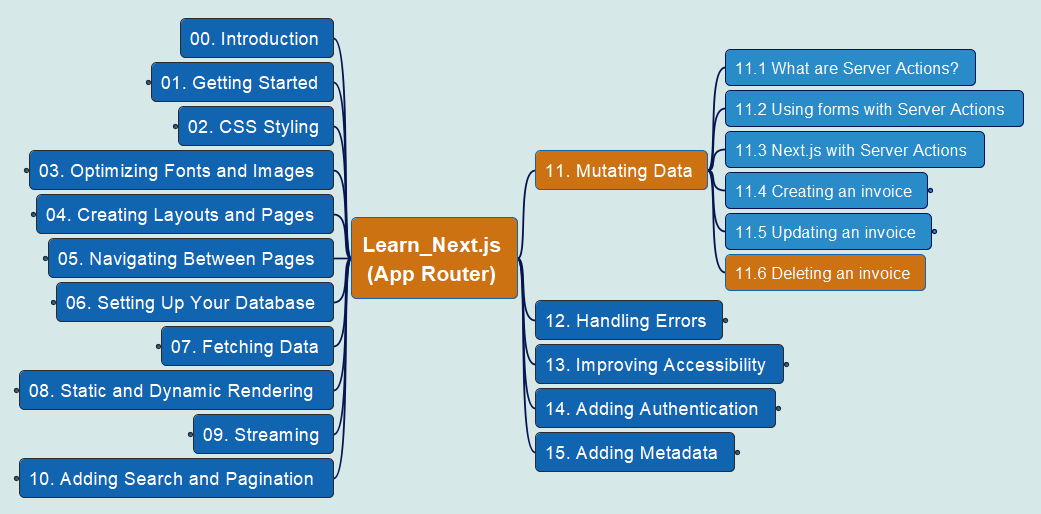 00. Introduction
01. Getting Started
02. CSS Styling
03. Optimizing Fonts and Images
04. Creating Layouts and Pages
05. Navigating Between Pages
06. Setting Up Your Database
07. Fetching Data
08. Static and Dynamic Rendering
09. Streaming
10. Adding Search and Pagination
Learn_Next.js
(App Router)
11. Mutating Data
11.1 What are Server Actions?
11.2 Using forms with Server Actions
11.3 Next.js with Server Actions
11.4 Creating an invoice
11.5 Updating an invoice
11.6 Deleting an invoice
12. Handling Errors
13. Improving Accessibility
14. Adding Authentication
15. Adding Metadata